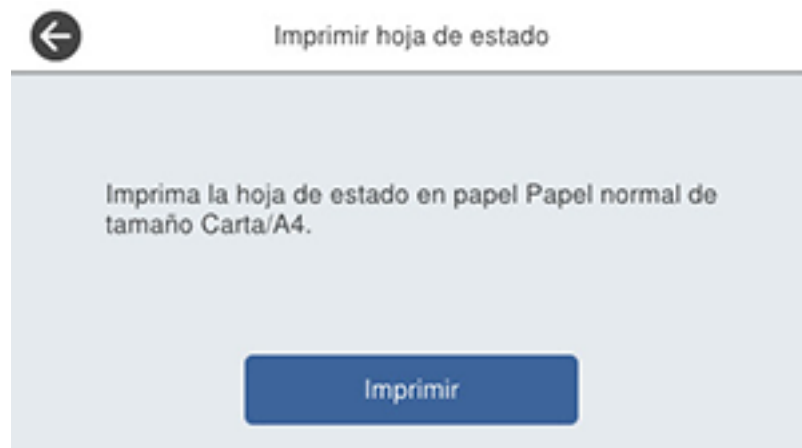 Imprimir hoja de estado
Imprima la hoja de estado en papel Papel normal de
tamaño Carta/A4.
Imprimir